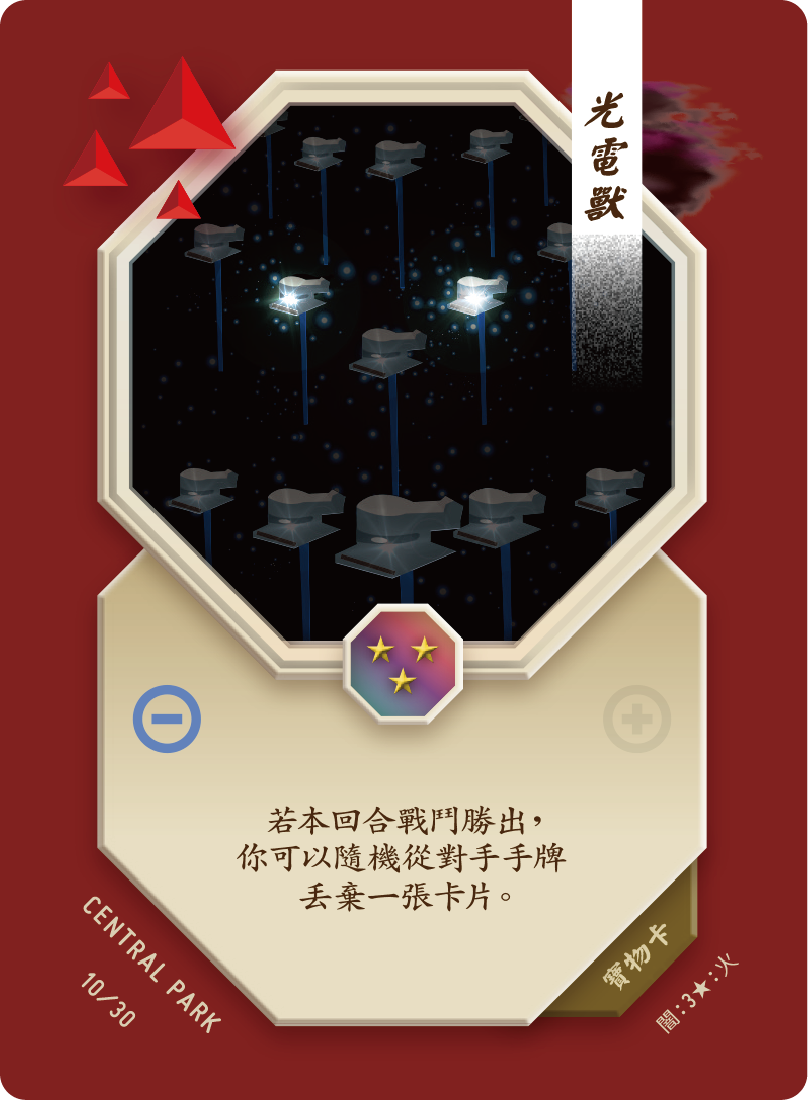 光電獸
若本回合戰鬥勝出，
你可以隨機從對手手牌
丟棄一張卡片。
CENTRAL PARK
10/30
寶物卡
闇:3★:火